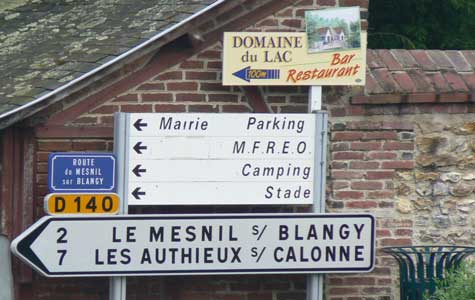 DOMAINE
du LAC
Bar
Restaurant
100m
Mairie Parking
M.F.R.E.O.
Camping
Stade
Route
du MESNIL
sur BLANGY
D 140
2 LE MESNIL S/ BLANGY
7 LES AUTHIEUX S/ CALONNE